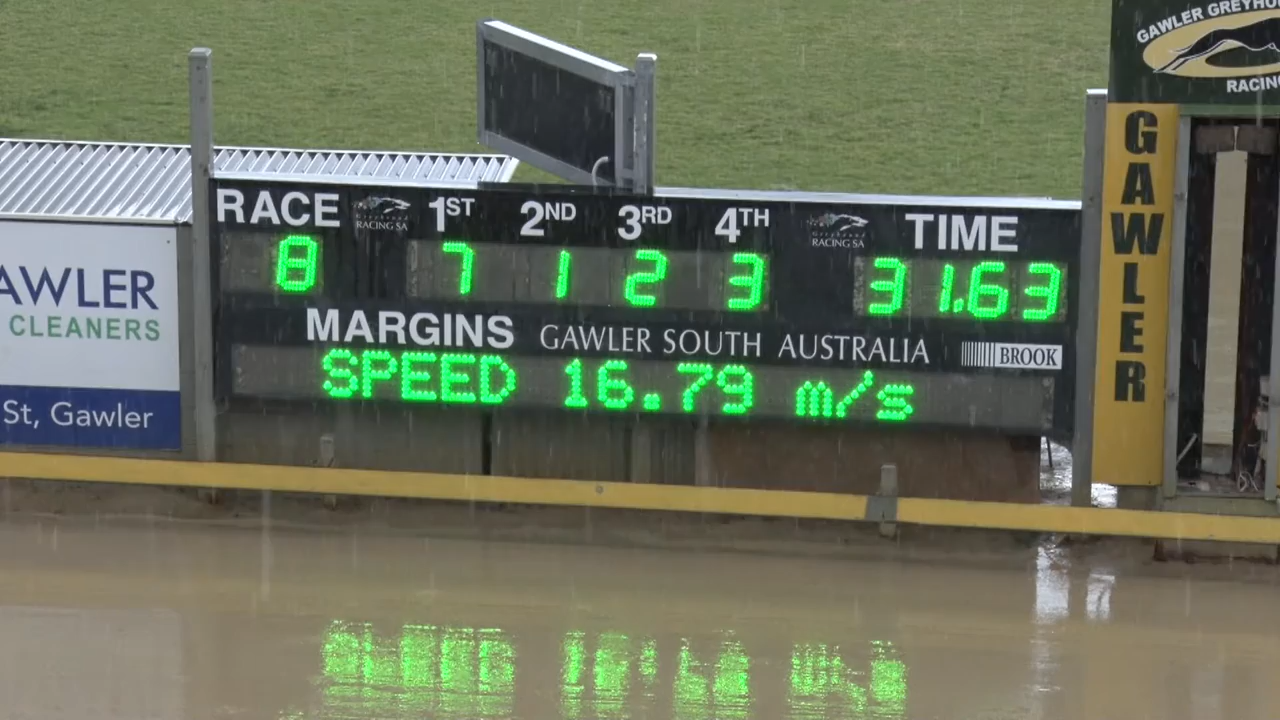 GAWLER GREYHOU
RACING
GAWLER
RACE 1ST 2ND 3RD 4TH TIME
Greyhound RACING SA
Greyhound RACING SA
8 7 1 2 3 31.63
MARGINS GAWLER SOUTH AUSTRALIA BROOK
SPEED 16.79 m/s
AWLER
CLEANERS
St, Gawler